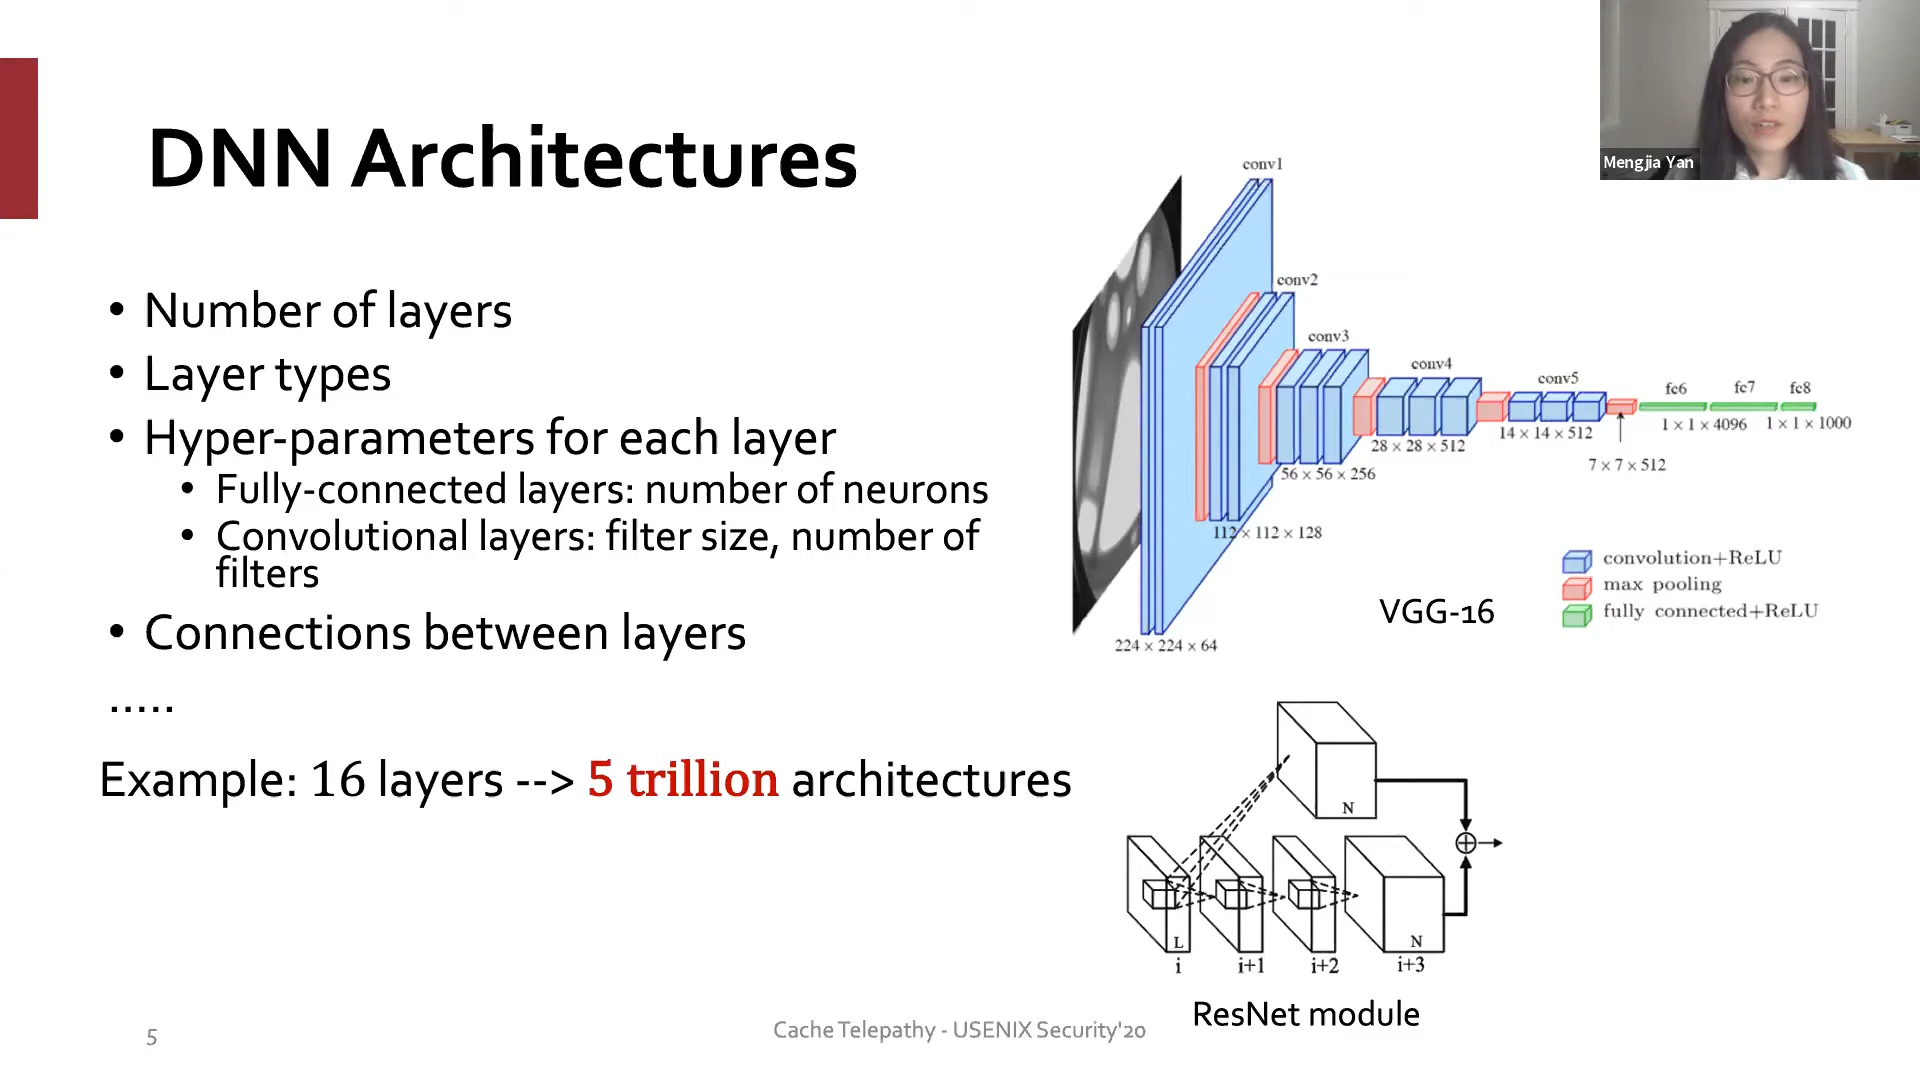 Mengjia Yan
DNN Architectures
• Number of layers
• Layer types
• Hyper-parameters for each layer
• Fully-connected layers: number of neurons
• Convolutional layers: filter size, number of
filters
• Connections between layers
.....
Example: 16 layers --> 5 trillion architectures
conv1
conv2
conv3
conv4
conv5
fc6
fc7
fc8
1 × 1 × 4096
1 × 1 × 1000
14 × 14 × 512
28 × 28 × 512
7 × 7 × 512
56 × 56 × 256
112 × 112 × 128
224 × 224 × 64
convolution+ReLU
max pooling
fully connected+ReLU
VGG-16
N
L
N
i
i+1
i+2
i+3
ResNet module
5
Cache Telepathy - USENIX Security'20